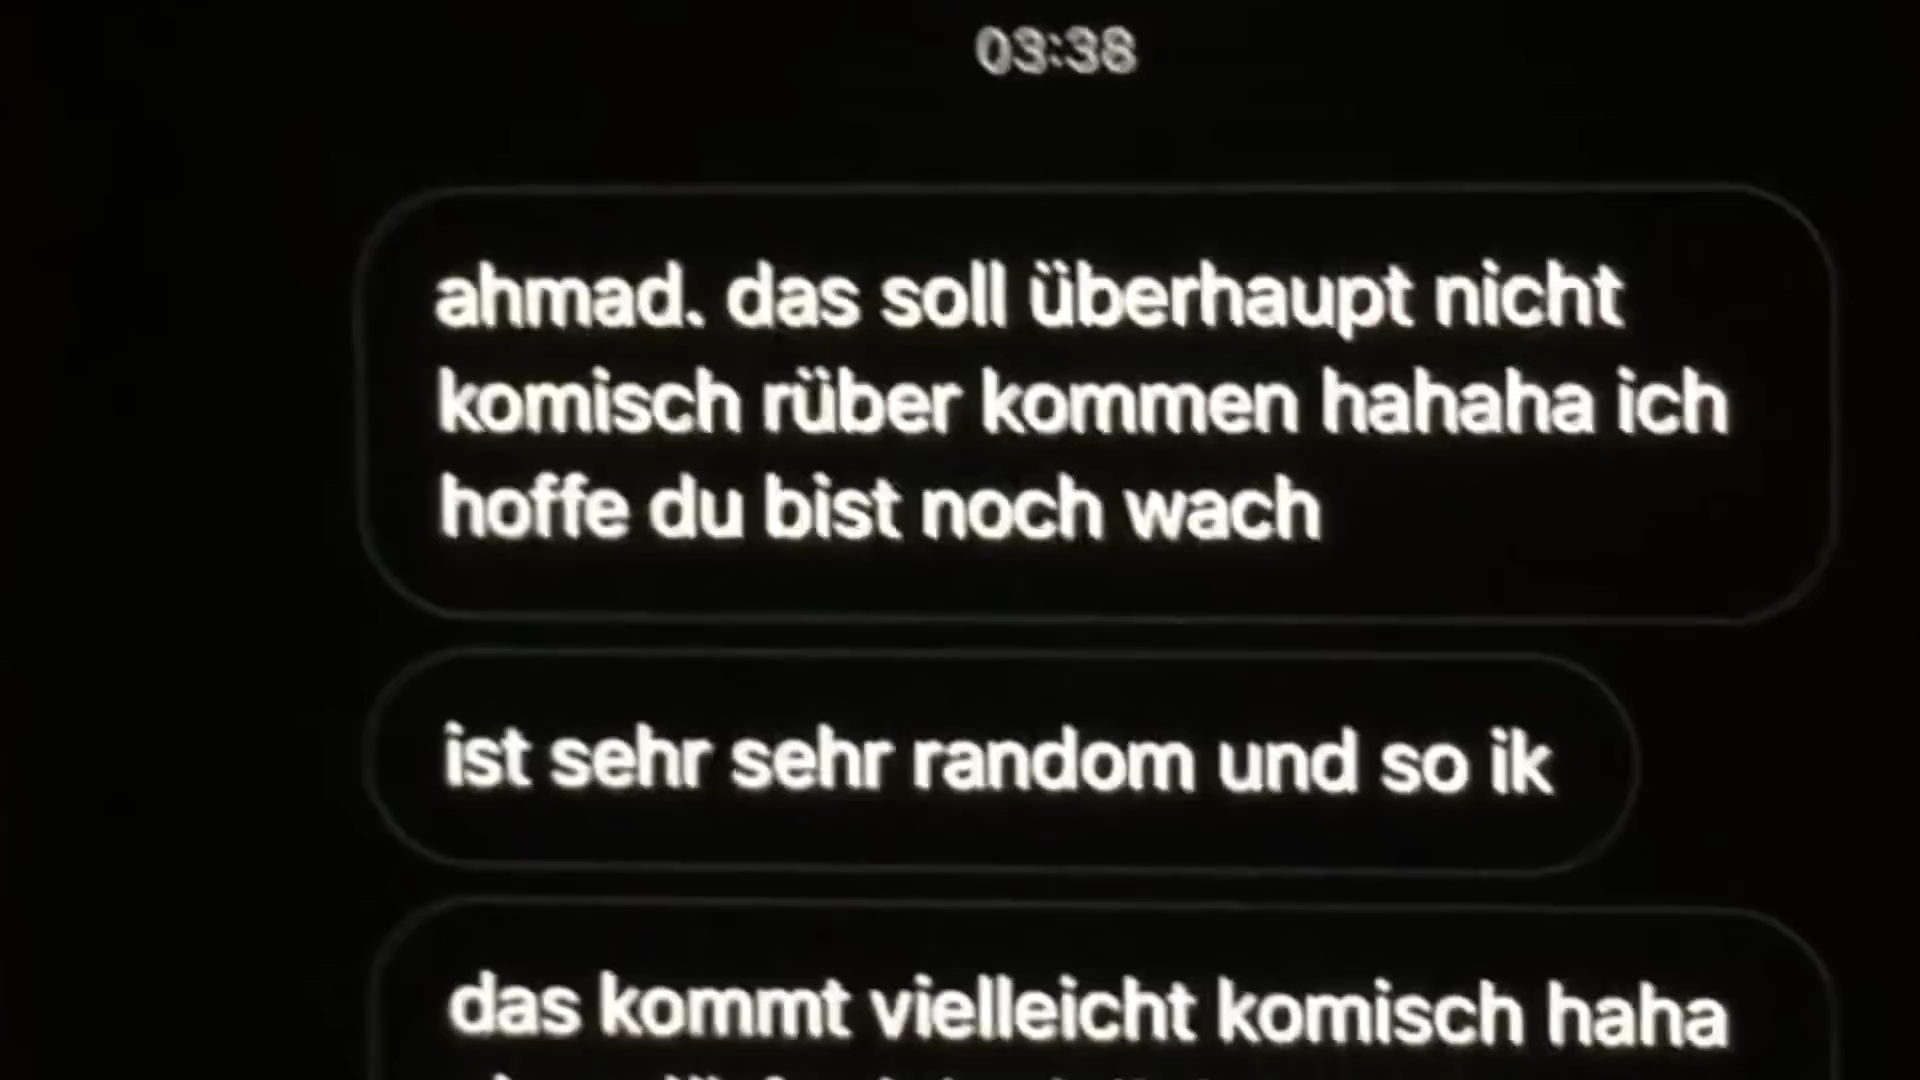 03:38
ahmad. das soll überhaupt nicht
komisch rüber kommen hahaha ich
hoffe du bist noch wach
ist sehr sehr random und so ik
das kommt vielleicht komisch haha